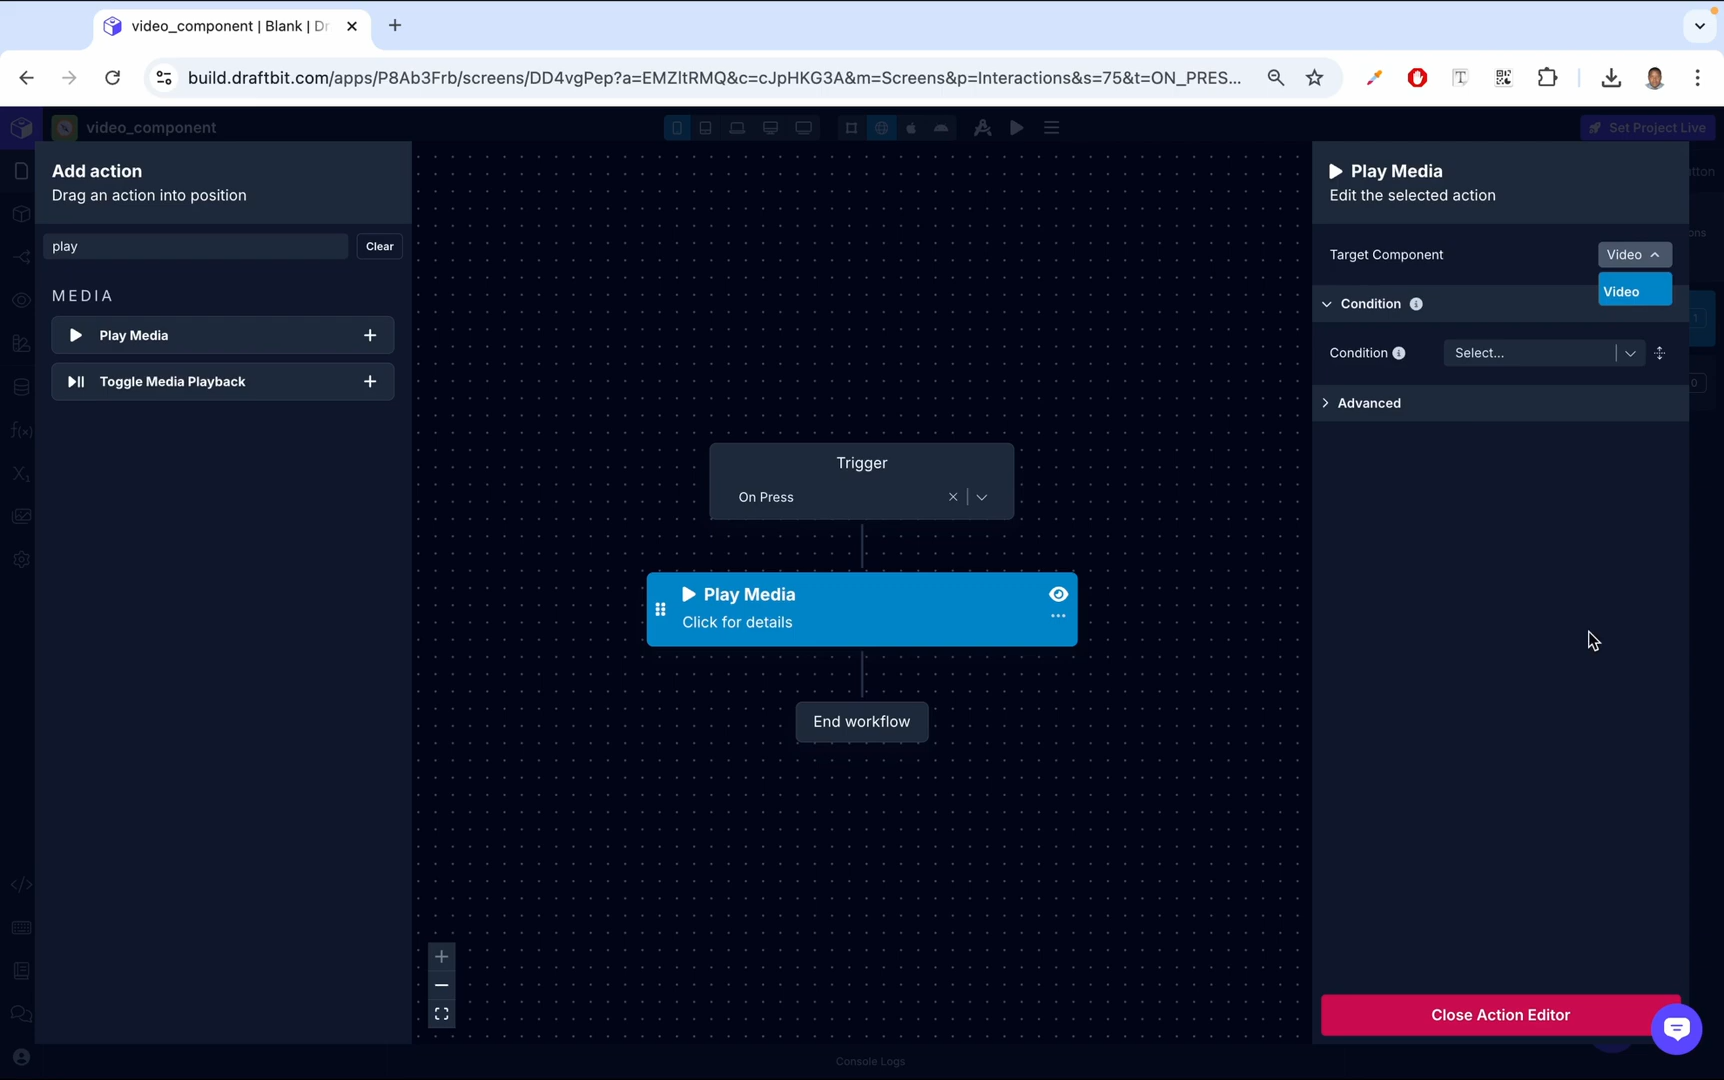 video_component | Blank | Dr
build.draftbit.com/apps/P8Ab3Frb/screens/DD4vgPep?a=EMZltRMQ&c=cJpHKG3A&m=Screens&p=Interactions&s=75&t=ON_PRES...
video_component
Set Project Live
Add action
Drag an action into position
play
Clear
MEDIA
Play Media
Toggle Media Playback
Trigger
On Press
Play Media
Click for details
End workflow
Play Media
Edit the selected action
Target Component
Video
Video
Condition
Condition
Select...
Advanced
Close Action Editor
Console Logs